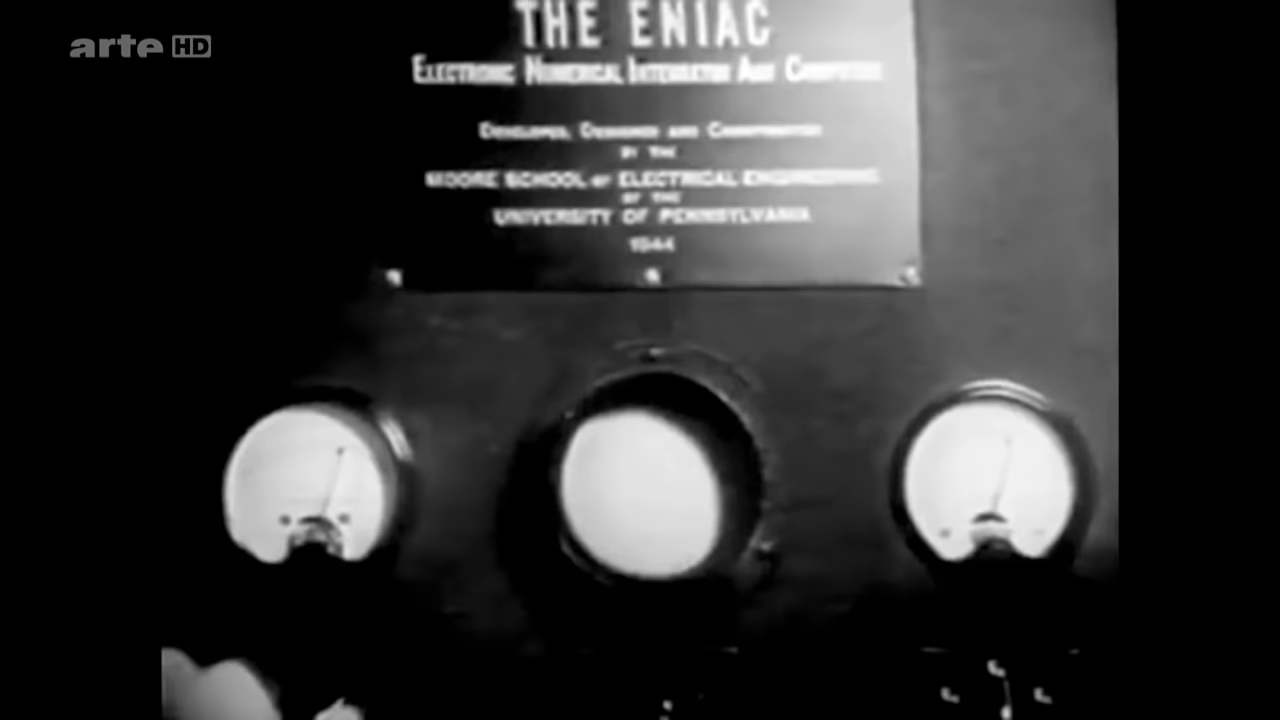 arte HD
THE ENIAC
ELECTRONIC NUMERICAL INTEGRATOR AND COMPUTER
DEVELOPED, DESIGNED AND CONSTRUCTED
BY THE
MOORE SCHOOL OF ELECTRICAL ENGINEERING
OF THE
UNIVERSITY OF PENNSYLVANIA
1944